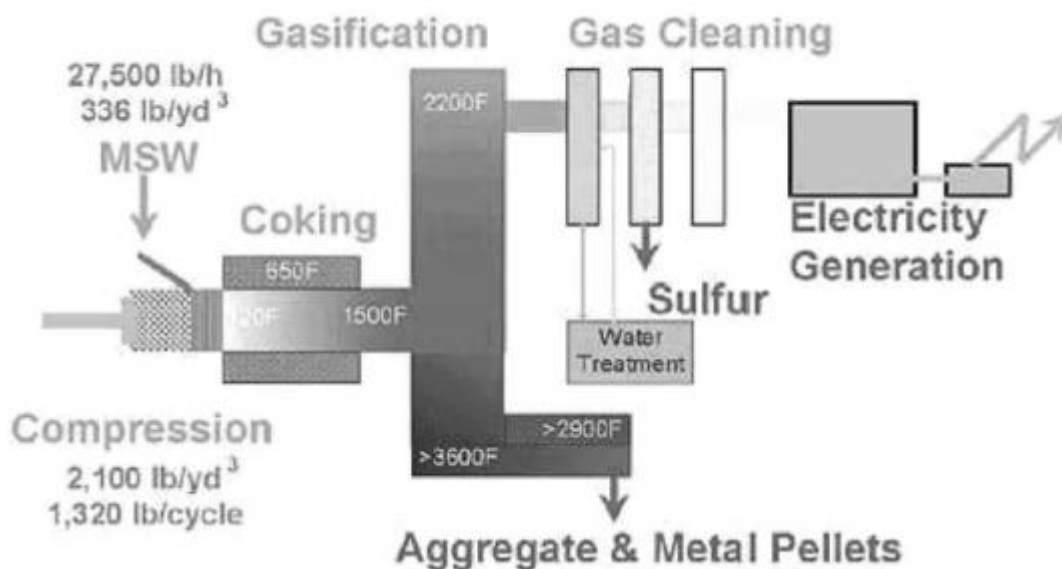 Gasification
Gas Cleaning
27,500 lb/h
336 lb/yd³
MSW
2200F
Coking
650F
1500F
Electricity
Generation
Sulfur
Water
Treatment
Compression
2,100 lb/yd³
1,320 lb/cycle
>2900F
>3600F
Aggregate & Metal Pellets